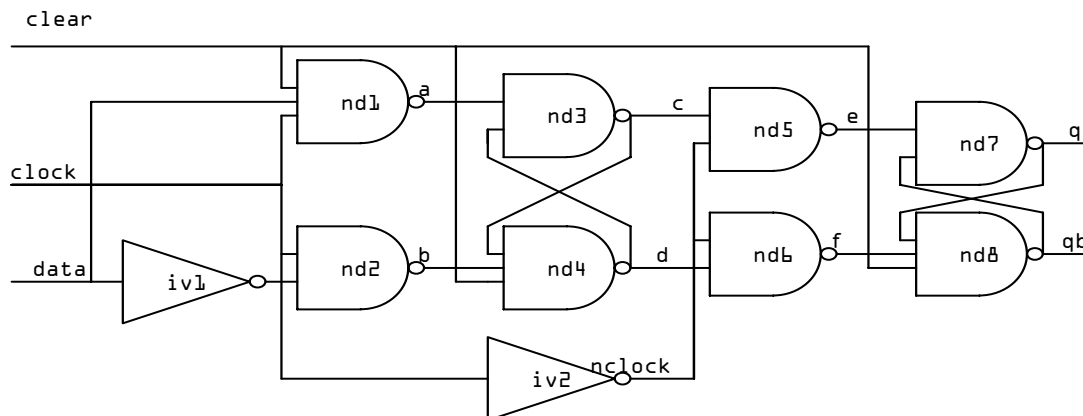 clear
a
nd1
nd3
c
nd5
e
nd7
q
clock
b
nd2
nd4
d
nd6
f
nd8
qb
data
iv1
nclock
iv2